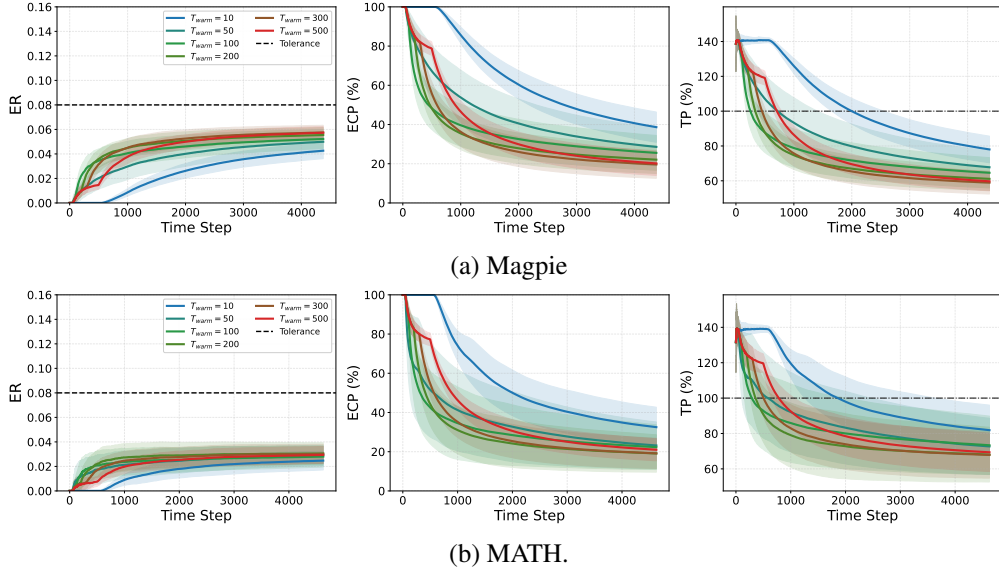 0.16
0.14
0.12
0.10
0.08
0.06
0.04
0.02
0.00
ER
T_warm = 10
T_warm = 50
T_warm = 100
T_warm = 200
T_warm = 300
T_warm = 500
Tolerance
0 1000 2000 3000 4000
Time Step
100
80
60
40
20
0
ECP (%)
0 1000 2000 3000 4000
Time Step
140
120
100
80
60
TP (%)
0 1000 2000 3000 4000
Time Step
(a) Magpie
0.16
0.14
0.12
0.10
0.08
0.06
0.04
0.02
0.00
ER
T_warm = 10
T_warm = 50
T_warm = 100
T_warm = 200
T_warm = 300
T_warm = 500
Tolerance
0 1000 2000 3000 4000
Time Step
100
80
60
40
20
0
ECP (%)
0 1000 2000 3000 4000
Time Step
140
120
100
80
60
TP (%)
0 1000 2000 3000 4000
Time Step
(b) MATH.